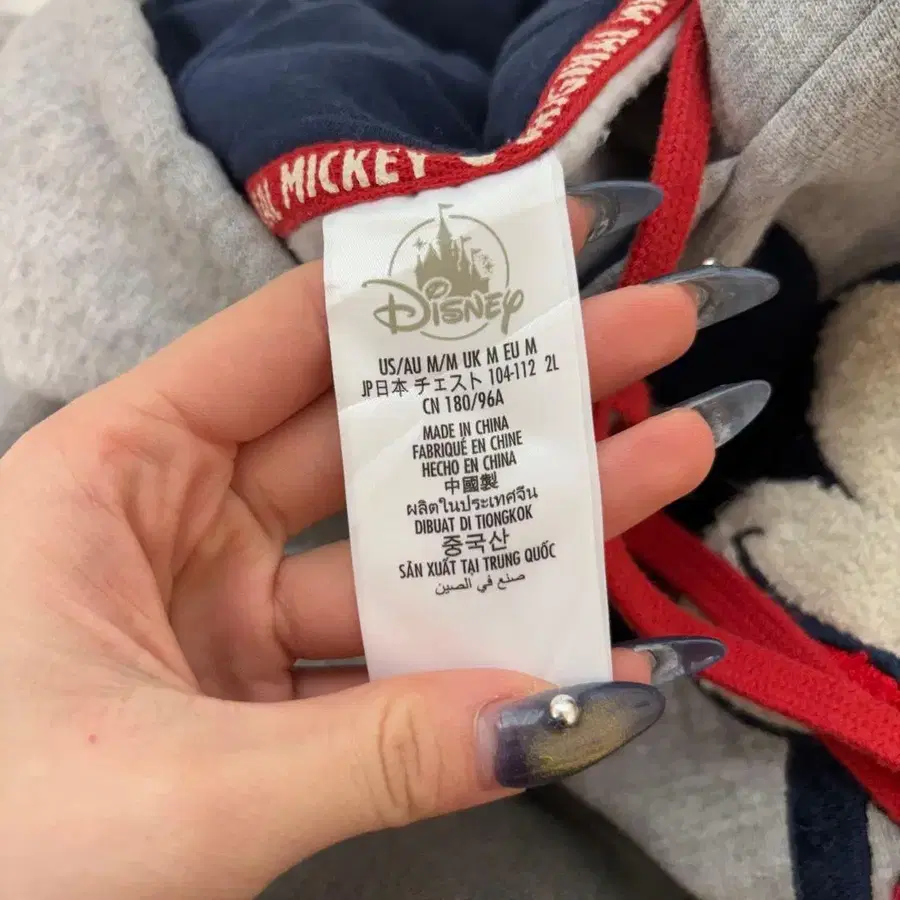 MICKEY
DISNEY
US/AU M/M UK M EU M
JP日本 チェスト 104-112 2L
CN 180/96A
MADE IN CHINA
FABRIQUÉ EN CHINE
HECHO EN CHINA
中國製
ผลิตในประเทศจีน
DIBUAT DI TIONGKOK
중국산
SẢN XUẤT TẠI TRUNG QUỐC
صنع في الصين